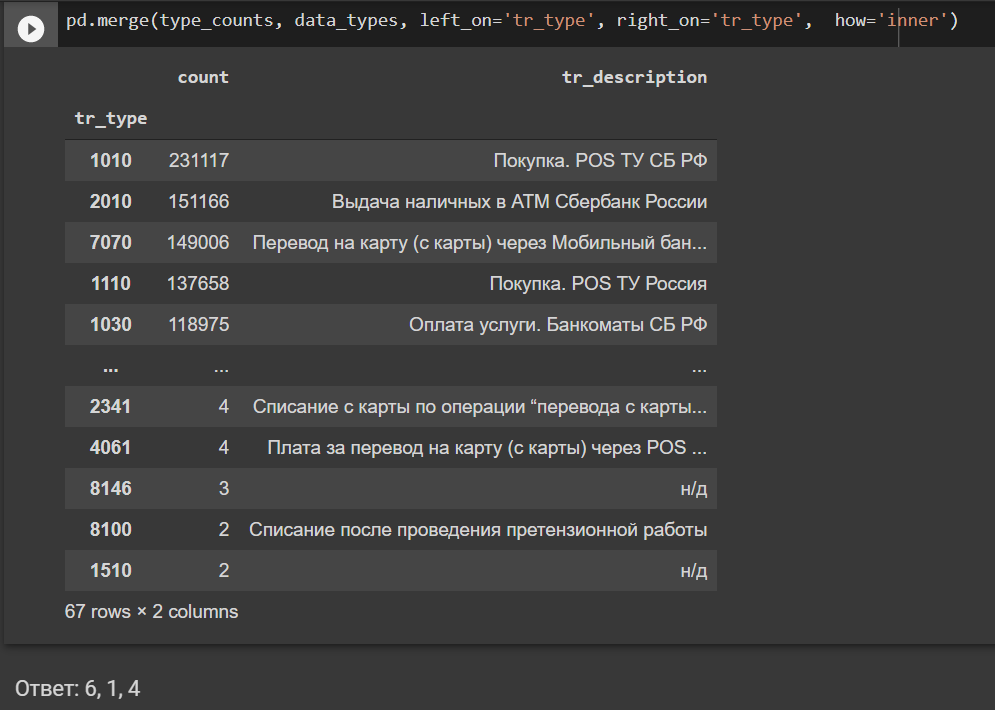 pd.merge(type_counts, data_types, left_on='tr_type', right_on='tr_type',  how='inner')
count tr_description
tr_type
1010 231117 Покупка. POS ТУ СБ РФ
2010 151166 Выдача наличных в АТМ Сбербанк России
7070 149006 Перевод на карту (с карты) через Мобильный бан...
1110 137658 Покупка. POS ТУ Россия
1030 118975 Оплата услуги. Банкоматы СБ РФ
... ... ...
2341 4 Списание с карты по операции “перевода с карты...
4061 4 Плата за перевод на карту (с карты) через POS ...
8146 3 н/д
8100 2 Списание после проведения претензионной работы
1510 2 н/д
67 rows × 2 columns
Ответ: 6, 1, 4